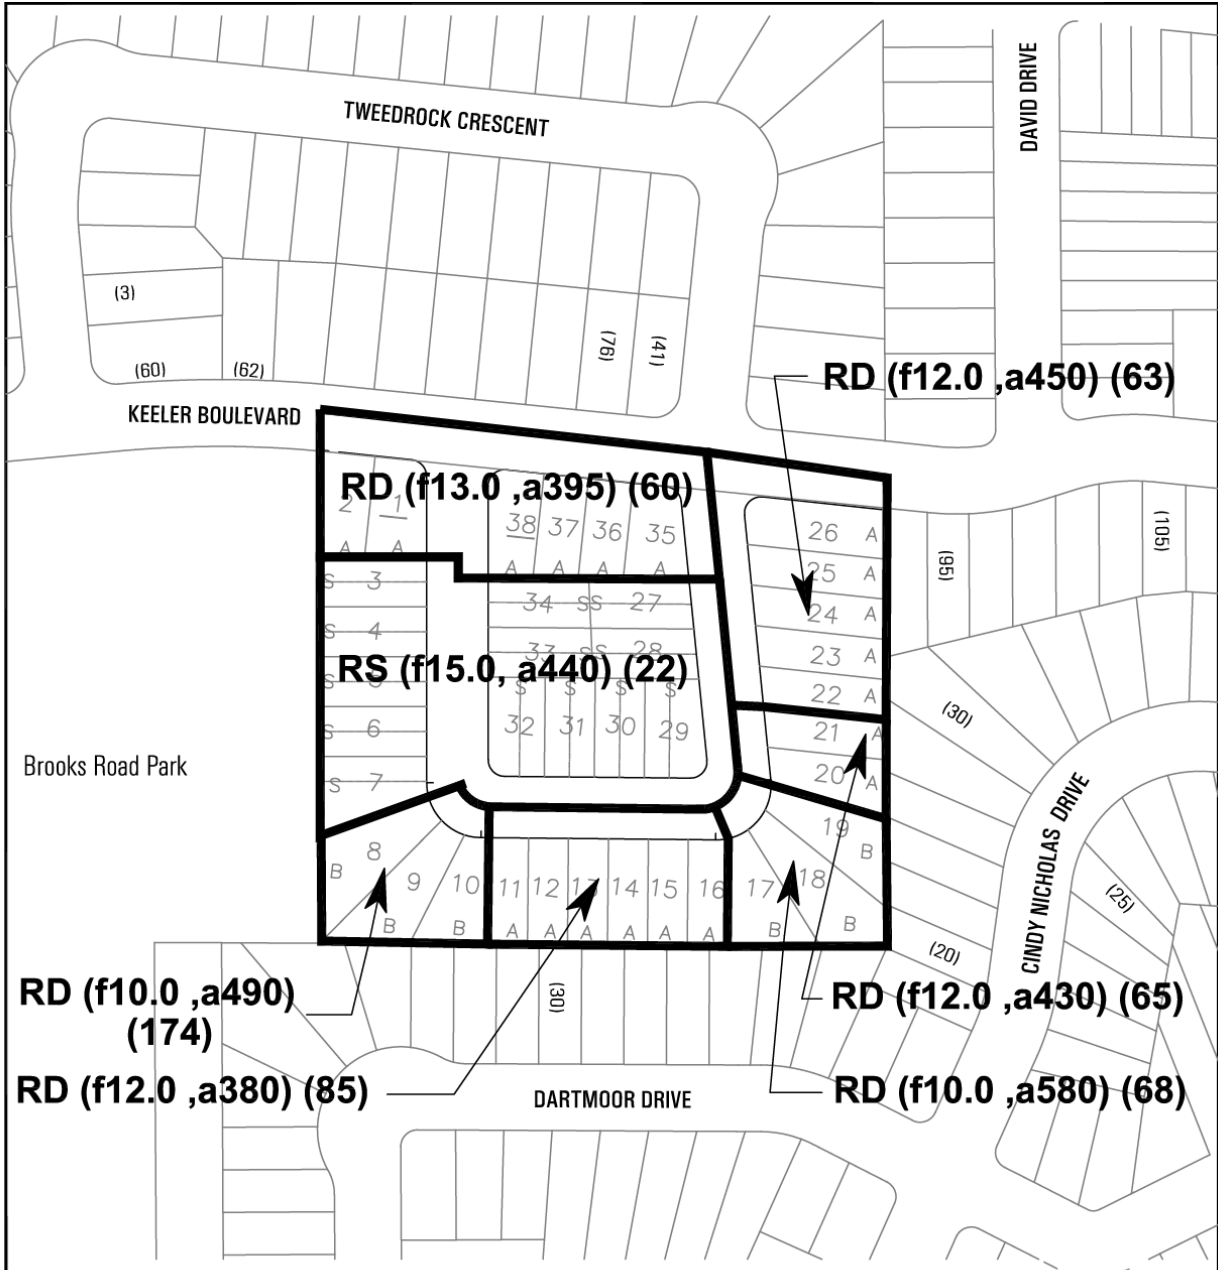 TWEEDROCK CRESCENT
DAVID DRIVE
(3)
(60)
(62)
(76)
(41)
RD (f12.0 ,a450) (63)
KEELER BOULEVARD
RD (f13.0 ,a395) (60)
2 1
38 37 36 35
A A
A A A A
26 A
25 A
24 A
23 A
22 A
(95)
(105)
S 3
34 SS 27
S 4
33 SS 28
RS (f15.0, a440) (22)
S S S S
32 31 30 29
S 6
S 7
21 A
20 A
(30)
Brooks Road Park
CINDY NICHOLAS DRIVE
19
B
8
B
9
10
11 12 13 14 15 16
17
18
B B
A A A A A A
B B
(25)
(20)
RD (f10.0 ,a490)
(174)
(30)
RD (f12.0 ,a430) (65)
RD (f12.0 ,a380) (85)
DARTMOOR DRIVE
RD (f10.0 ,a580) (68)